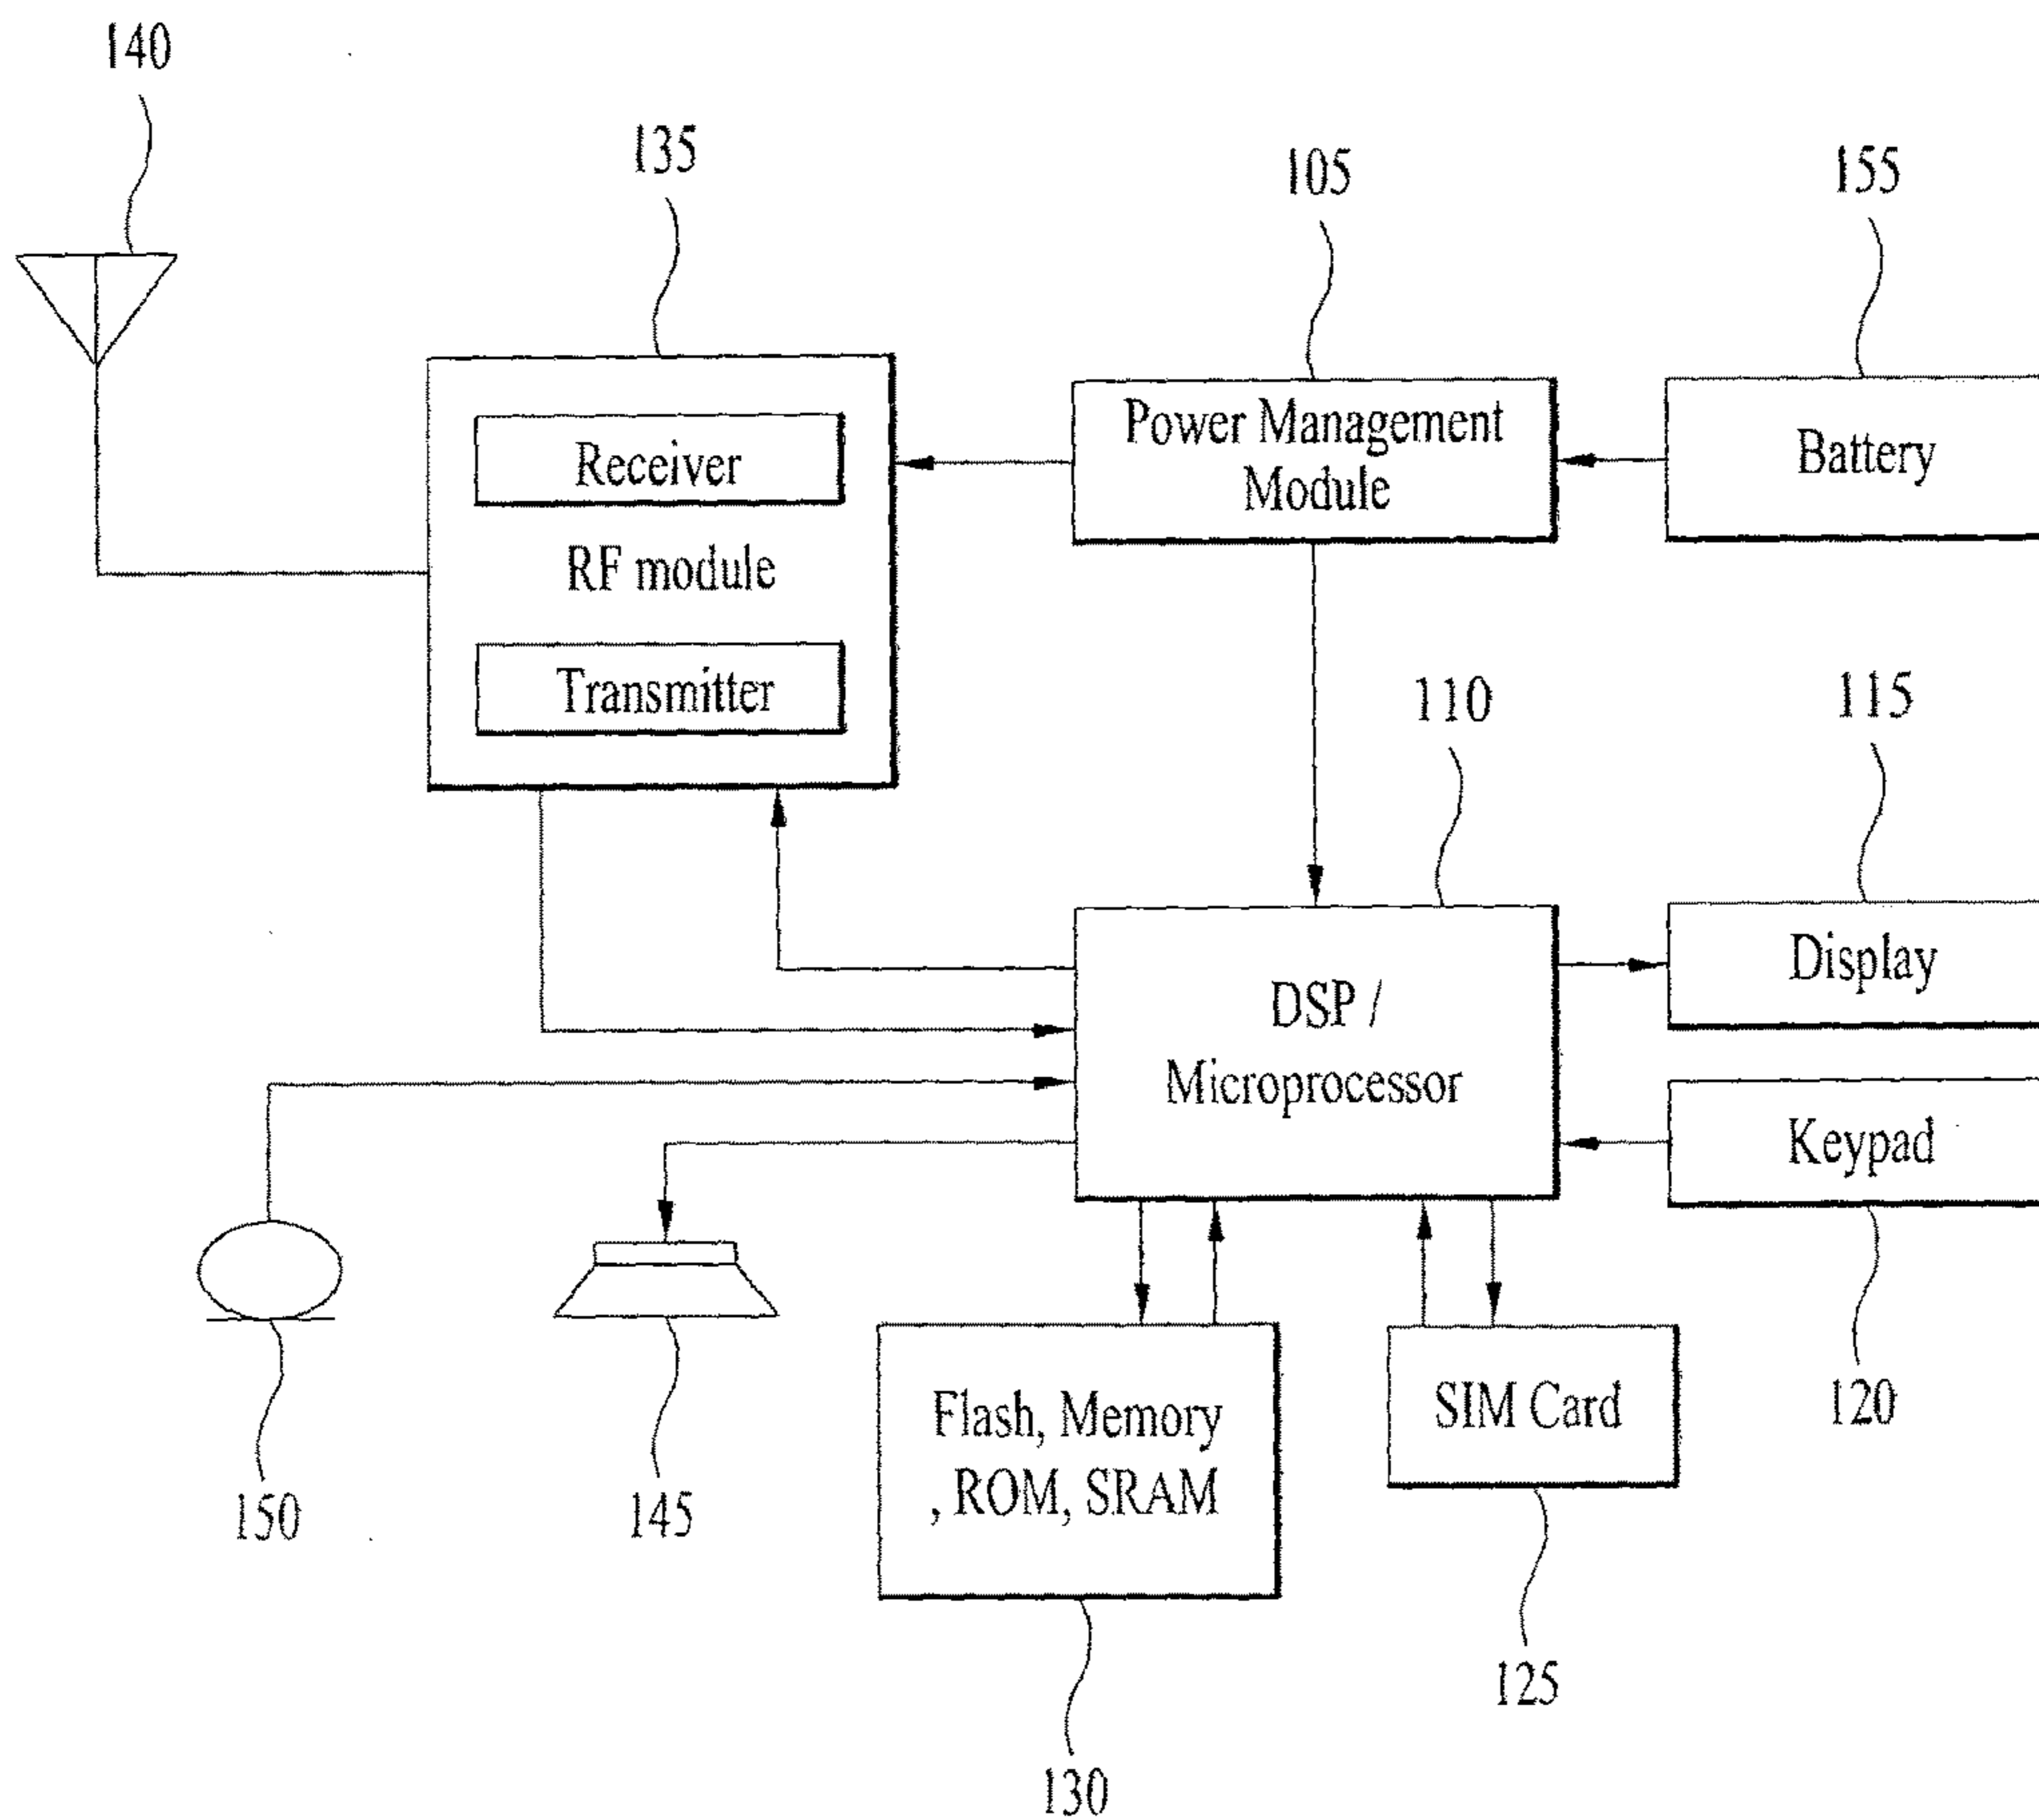 140
135
105
155
Receiver
RF module
Transmitter
Power Management
Module
Battery
110
115
DSP /
Microprocessor
Display
Keypad
120
150
145
Flash, Memory
, ROM, SRAM
SIM Card
125
130